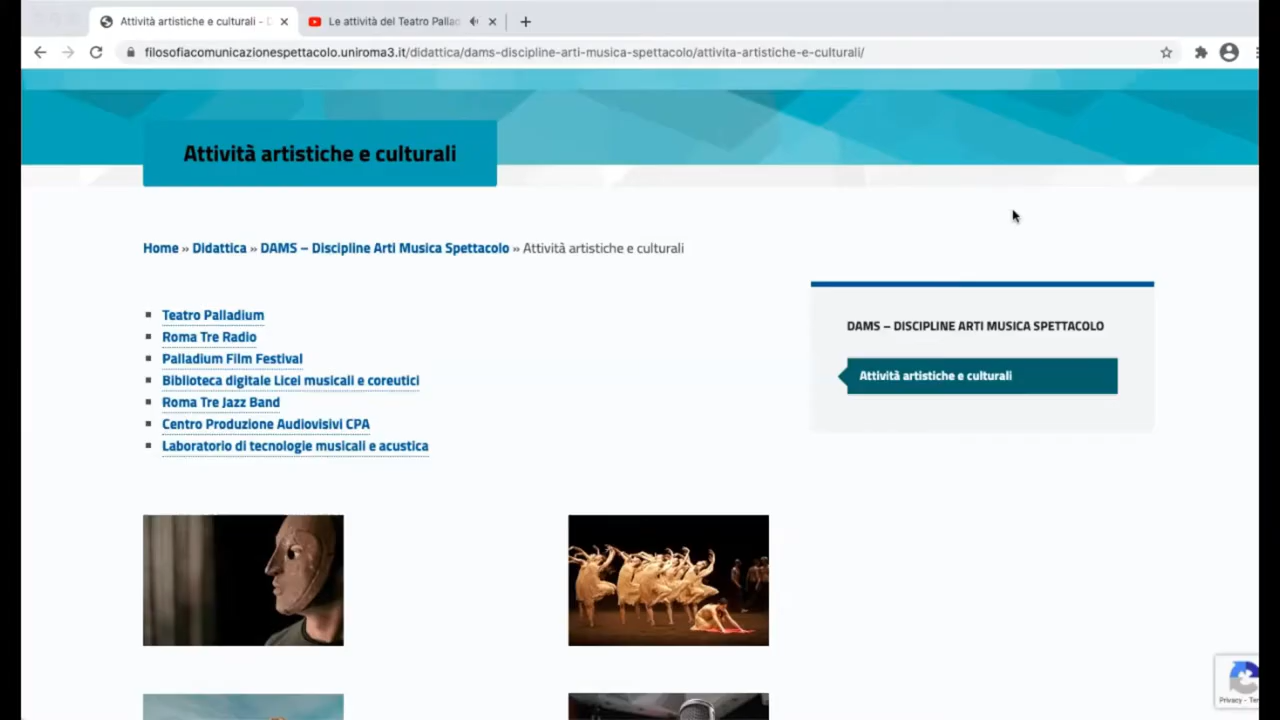 Attività artistiche e culturali - D
Le attività del Teatro Pallad
filosofiacomunicazionespettacolo.uniroma3.it/didattica/dams-discipline-arti-musica-spettacolo/attivita-artistiche-e-culturali/
Attività artistiche e culturali
Home » Didattica » DAMS – Discipline Arti Musica Spettacolo » Attività artistiche e culturali
Teatro Palladium
Roma Tre Radio
Palladium Film Festival
Biblioteca digitale Licei musicali e coreutici
Roma Tre Jazz Band
Centro Produzione Audiovisivi CPA
Laboratorio di tecnologie musicali e acustica
DAMS – DISCIPLINE ARTI MUSICA SPETTACOLO
Attività artistiche e culturali
Privacy - Ter